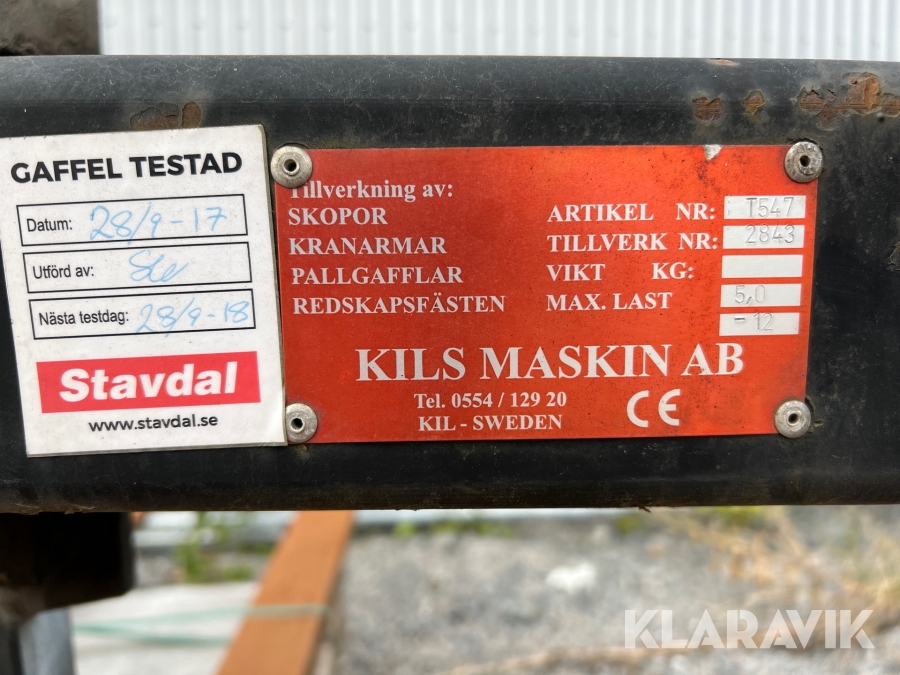 GAFFEL TESTAD
Datum: 28/9-17
Utförd av:
Nästa testdag: 28/9-18
Stavdal
www.stavdal.se
Tillverkning av:
SKOPOR
KRANARMAR
PALLGAFFLAR
REDSKAPSFÄSTEN
ARTIKEL NR: T547
TILLVERK NR: 2843
VIKT KG:
MAX. LAST 5,0
-12
KILS MASKIN AB
Tel. 0554 / 129 20
KIL - SWEDEN
CE
KLARAVIK